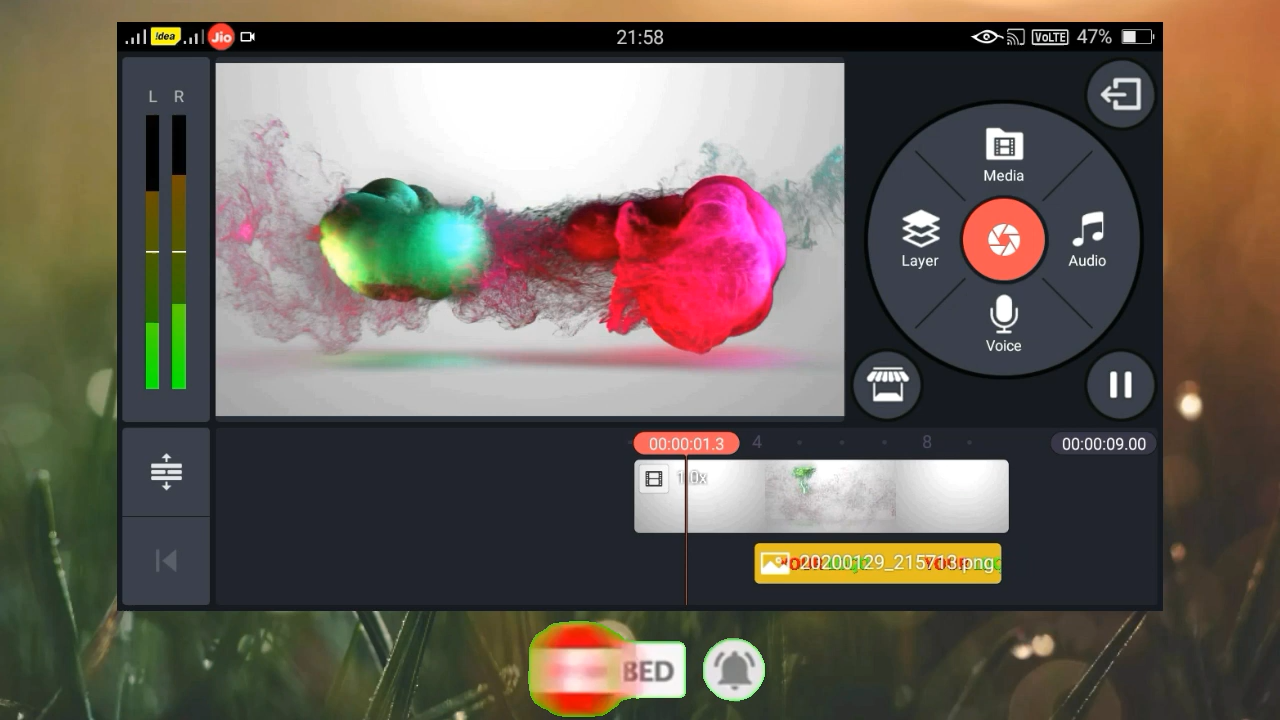 !dea
Jio
21:58
VoLTE
47%
L R
Media
Layer
Audio
Voice
00:00:01.3
4
8
00:00:09.00
1.0x
20200129_215713.png
BED